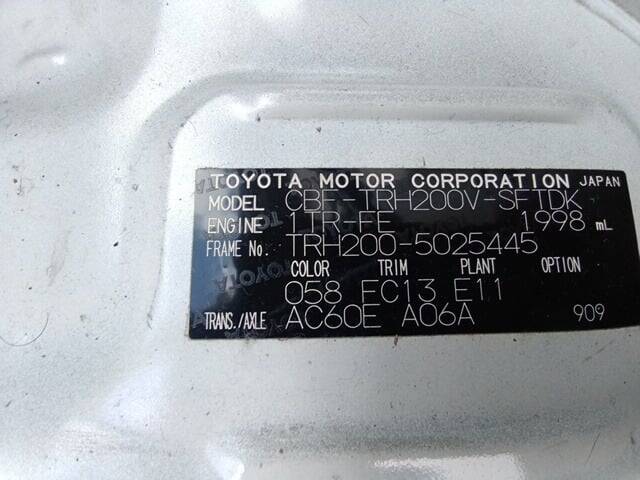 TOYOTA MOTOR CORPORATION JAPAN
MODEL CBF-TRH200V-SFTDK
ENGINE 1TR-FE 1998 mL
FRAME NO. TRH200-5025445
COLOR TRIM PLANT OPTION
058 FC13 E11
TRANS./AXLE AC60E A06A 909